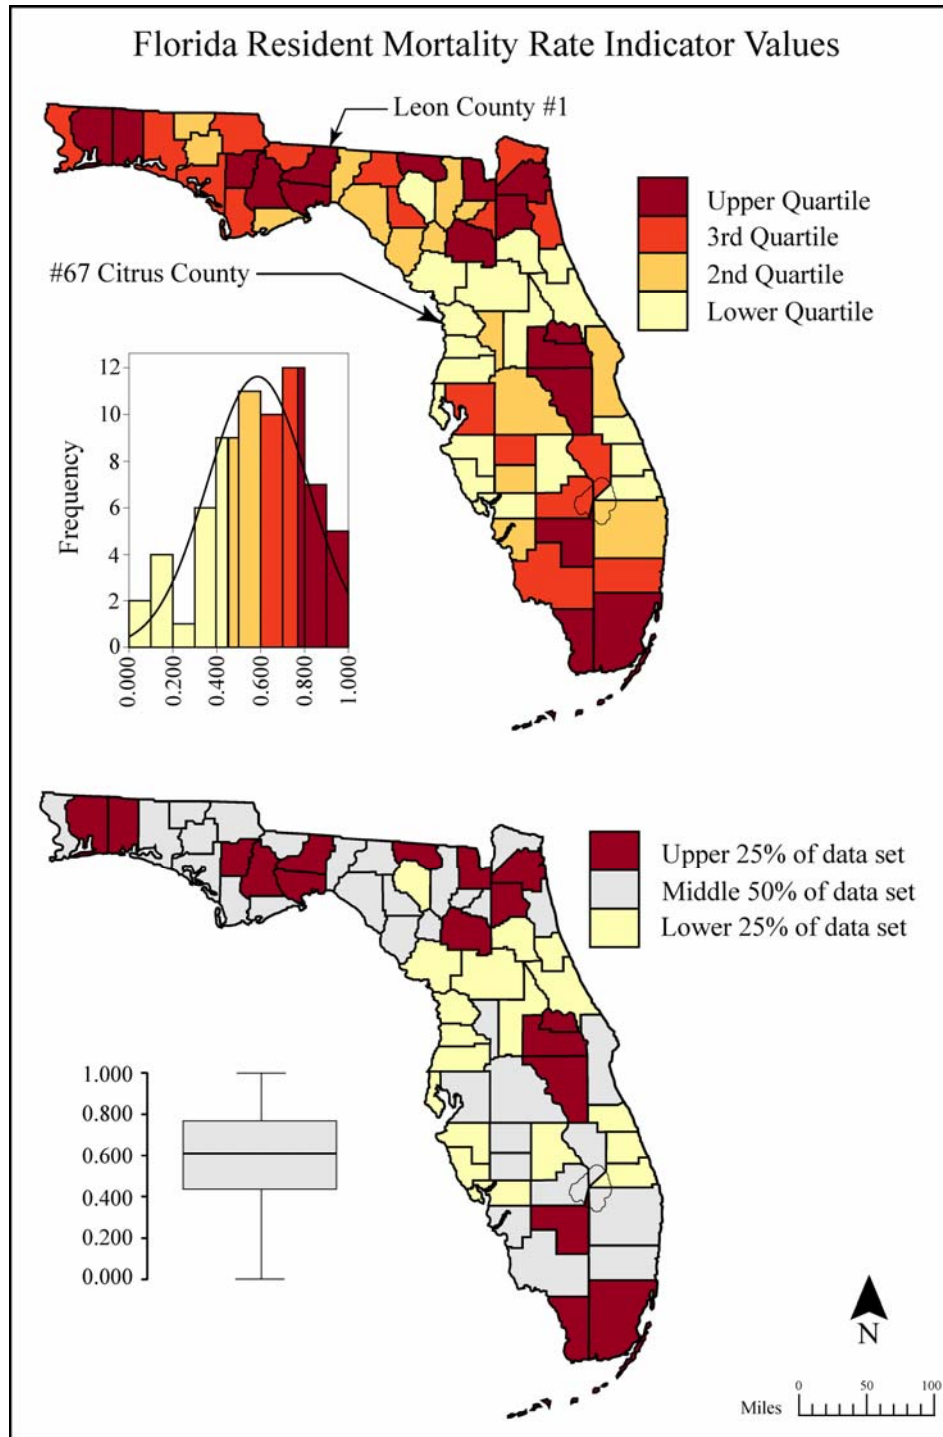 Florida Resident Mortality Rate Indicator Values
Leon County #1
Upper Quartile
3rd Quartile
#67 Citrus County
2nd Quartile
Lower Quartile
12
10
8
6
4
2
0
Frequency
0.000
0.200
0.400
0.600
0.800
1.000
Upper 25% of data set
Middle 50% of data set
Lower 25% of data set
1.000
0.800
0.600
0.400
0.200
0.000
N
0 50 100
Miles